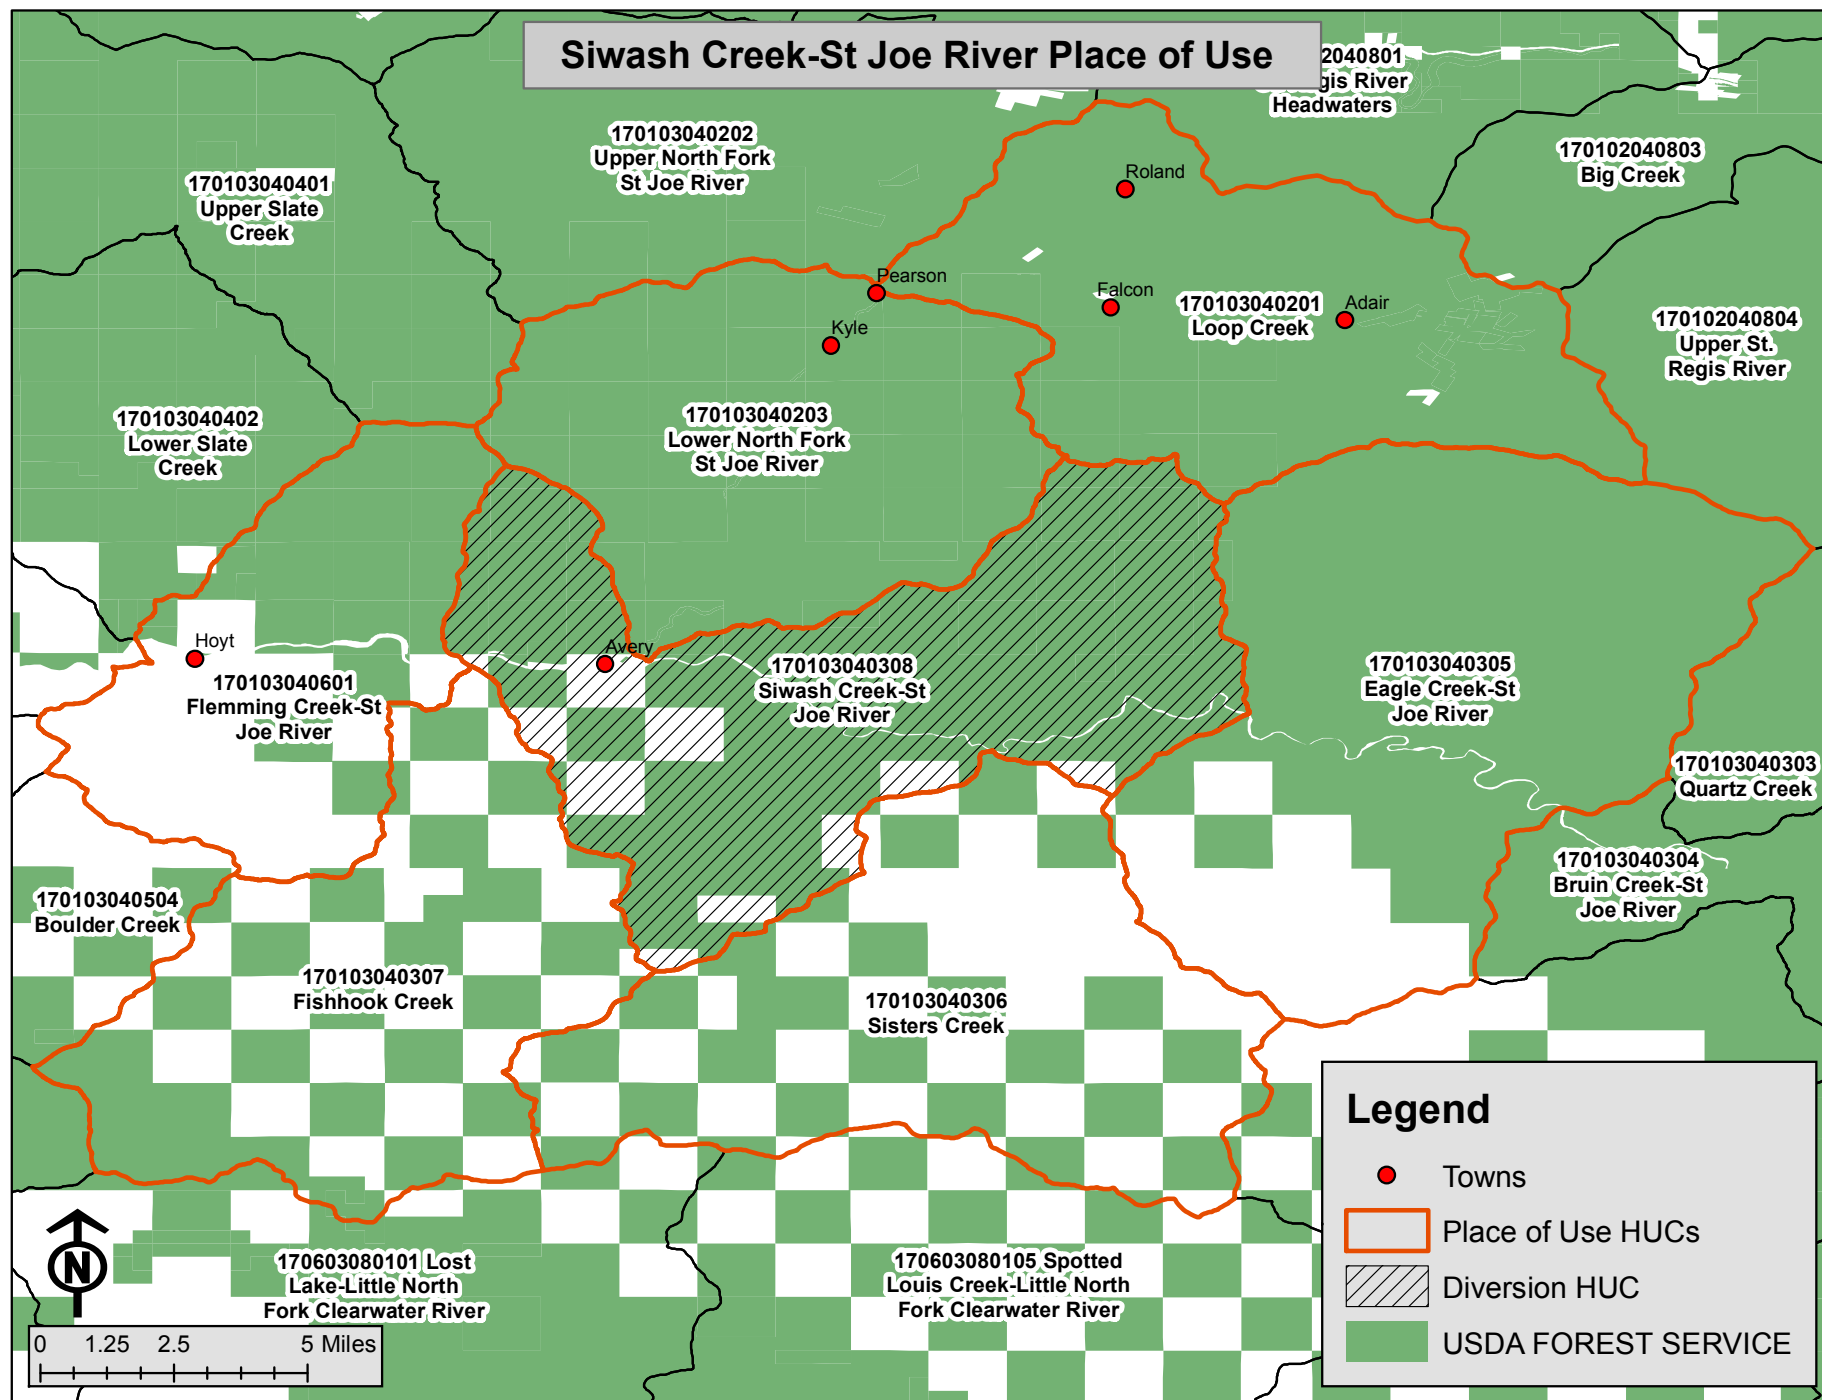 Siwash Creek-St Joe River Place of Use
2040801
gis River
Headwaters
170103040202
Upper North Fork
St Joe River
170102040803
Big Creek
170103040401
Upper Slate
Creek
Roland
Pearson
Falcon
170103040201
Loop Creek
Adair
Kyle
170102040804
Upper St.
Regis River
170103040402
Lower Slate
Creek
170103040203
Lower North Fork
St Joe River
Hoyt
Avery
170103040601
Flemming Creek-St
Joe River
170103040308
Siwash Creek-St
Joe River
170103040305
Eagle Creek-St
Joe River
170103040303
Quartz Creek
170103040304
Bruin Creek-St
Joe River
170103040504
Boulder Creek
170103040307
Fishhook Creek
170103040306
Sisters Creek
170603080101 Lost
Lake-Little North
Fork Clearwater River
170603080105 Spotted
Louis Creek-Little North
Fork Clearwater River
Legend
Towns
Place of Use HUCs
Diversion HUC
USDA FOREST SERVICE
N
0 1.25 2.5 5 Miles